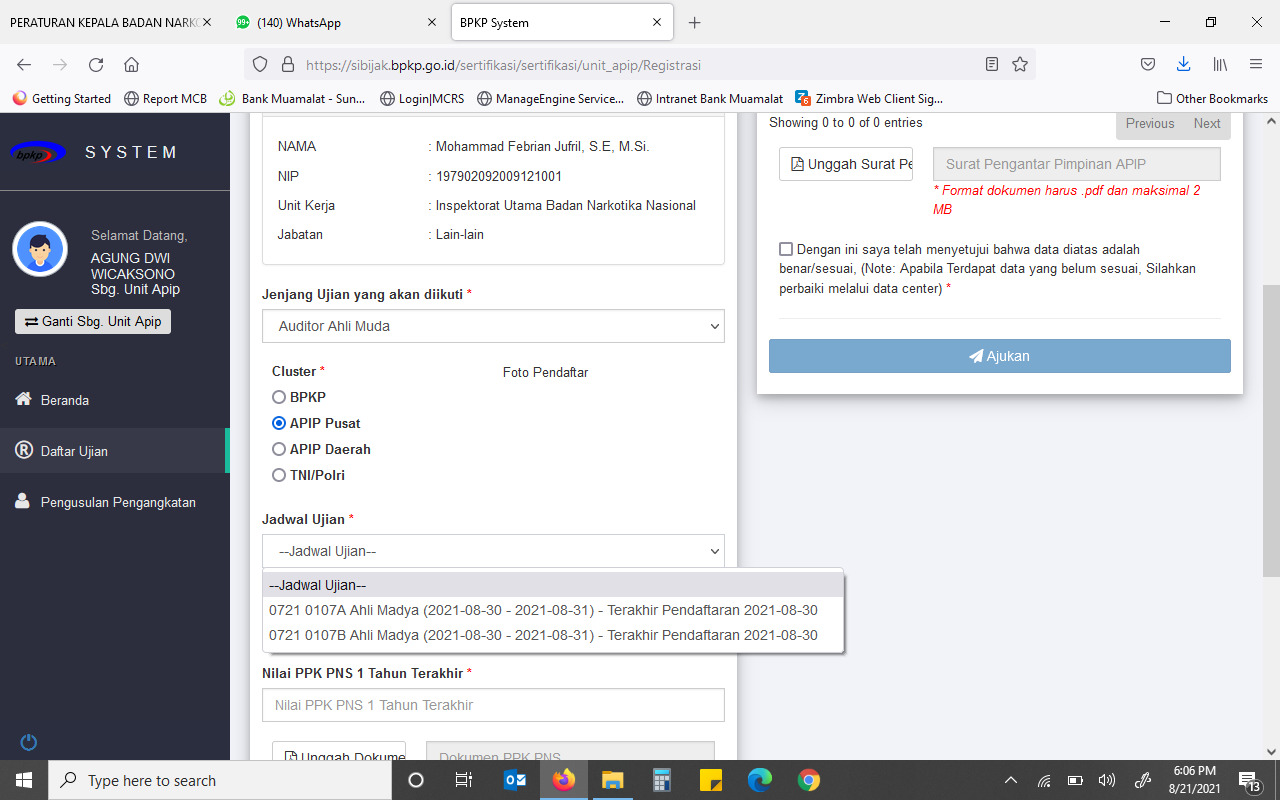 PERATURAN KEPALA BADAN NARKO
99+ (140) WhatsApp
BPKP System
https://sibijak.bpkp.go.id/sertifikasi/sertifikasi/unit_apip/Registrasi
Getting Started
Report MCB
Bank Muamalat - Sun...
Login|MCRS
ManageEngine Service...
Intranet Bank Muamalat
Zimbra Web Client Sig...
Other Bookmarks
bpkp SYSTEM
Selamat Datang,
AGUNG DWI
WICAKSONO
Sbg. Unit Apip
Ganti Sbg. Unit Apip
UTAMA
Beranda
® Daftar Ujian
Pengusulan Pengangkatan
NAMA : Mohammad Febrian Jufril, S.E, M.Si.
NIP : 197902092009121001
Unit Kerja : Inspektorat Utama Badan Narkotika Nasional
Jabatan : Lain-lain
Jenjang Ujian yang akan diikuti *
Auditor Ahli Muda
Cluster *
Foto Pendaftar
BPKP
APIP Pusat
APIP Daerah
TNI/Polri
Jadwal Ujian *
--Jadwal Ujian--
--Jadwal Ujian--
0721 0107A Ahli Madya (2021-08-30 - 2021-08-31) - Terakhir Pendaftaran 2021-08-30
0721 0107B Ahli Madya (2021-08-30 - 2021-08-31) - Terakhir Pendaftaran 2021-08-30
Nilai PPK PNS 1 Tahun Terakhir *
Nilai PPK PNS 1 Tahun Terakhir
Unggah Dokume
Dokumen PPK PNS
Showing 0 to 0 of 0 entries
Previous Next
Unggah Surat Pe
Surat Pengantar Pimpinan APIP
* Format dokumen harus .pdf dan maksimal 2
MB
Dengan ini saya telah menyetujui bahwa data diatas adalah
benar/sesuai, (Note: Apabila Terdapat data yang belum sesuai, Silahkan
perbaiki melalui data center) *
Ajukan
Type here to search
6:06 PM
8/21/2021
13